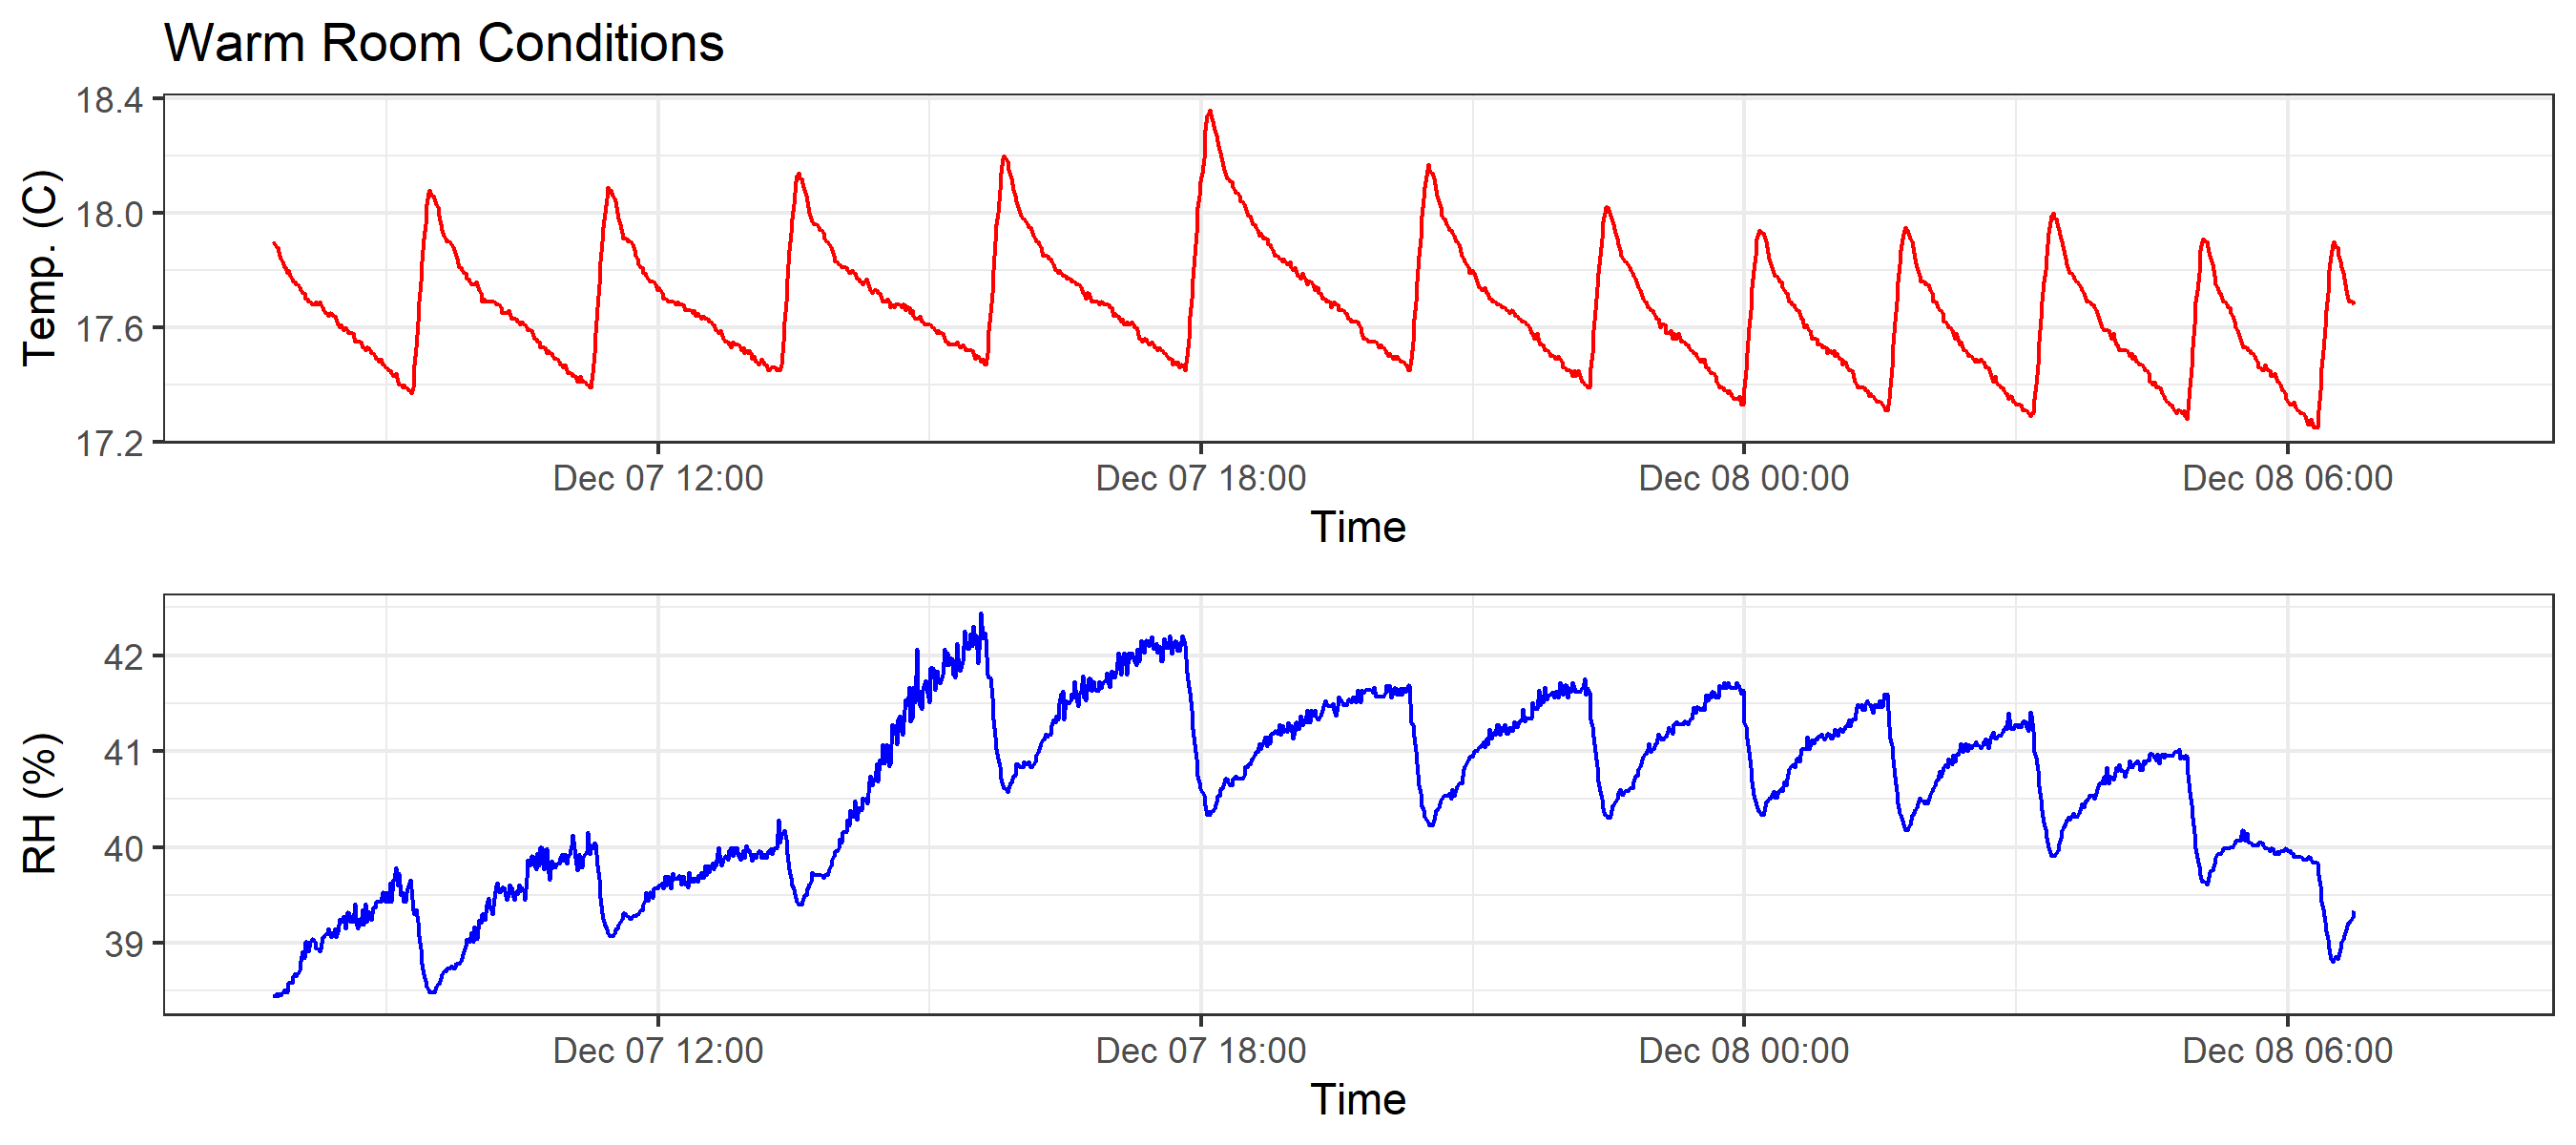 Warm Room Conditions
Temp. (C)
18.4
18.0
17.6
17.2
Dec 07 12:00 Dec 07 18:00 Dec 08 00:00 Dec 08 06:00
Time
RH (%)
42
41
40
39
Dec 07 12:00 Dec 07 18:00 Dec 08 00:00 Dec 08 06:00
Time